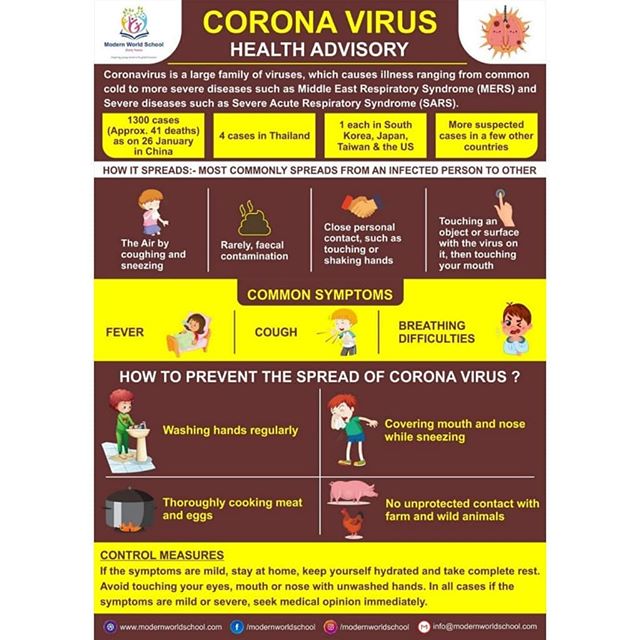 CORONA VIRUS
HEALTH ADVISORY
Modern World School
Coronavirus is a large family of viruses, which causes illness ranging from common
cold to more severe diseases such as Middle East Respiratory Syndrome (MERS) and
Severe diseases such as Severe Acute Respiratory Syndrome (SARS).
1300 cases
(Approx. 41 deaths)
as on 26 January
in China
4 cases in Thailand
1 each in South
Korea, Japan,
Taiwan & the US
More suspected
cases in a few other
countries
HOW IT SPREADS:- MOST COMMONLY SPREADS FROM AN INFECTED PERSON TO OTHER
The Air by
coughing and
sneezing
Rarely, faecal
contamination
Close personal
contact, such as
touching or
shaking hands
Touching an
object or surface
with the virus on
it, then touching
your mouth
COMMON SYMPTOMS
FEVER
COUGH
BREATHING
DIFFICULTIES
HOW TO PREVENT THE SPREAD OF CORONA VIRUS ?
Washing hands regularly
Covering mouth and nose
while sneezing
Thoroughly cooking meat
and eggs
No unprotected contact with
farm and wild animals
CONTROL MEASURES
If the symptoms are mild, stay at home, keep yourself hydrated and take complete rest.
Avoid touching your eyes, mouth or nose with unwashed hands. In all cases if the
symptoms are mild or severe, seek medical opinion immediately.
www.modernworldschool.com
/modernworldschool
/modernworldschool
info@modernworldschool.com